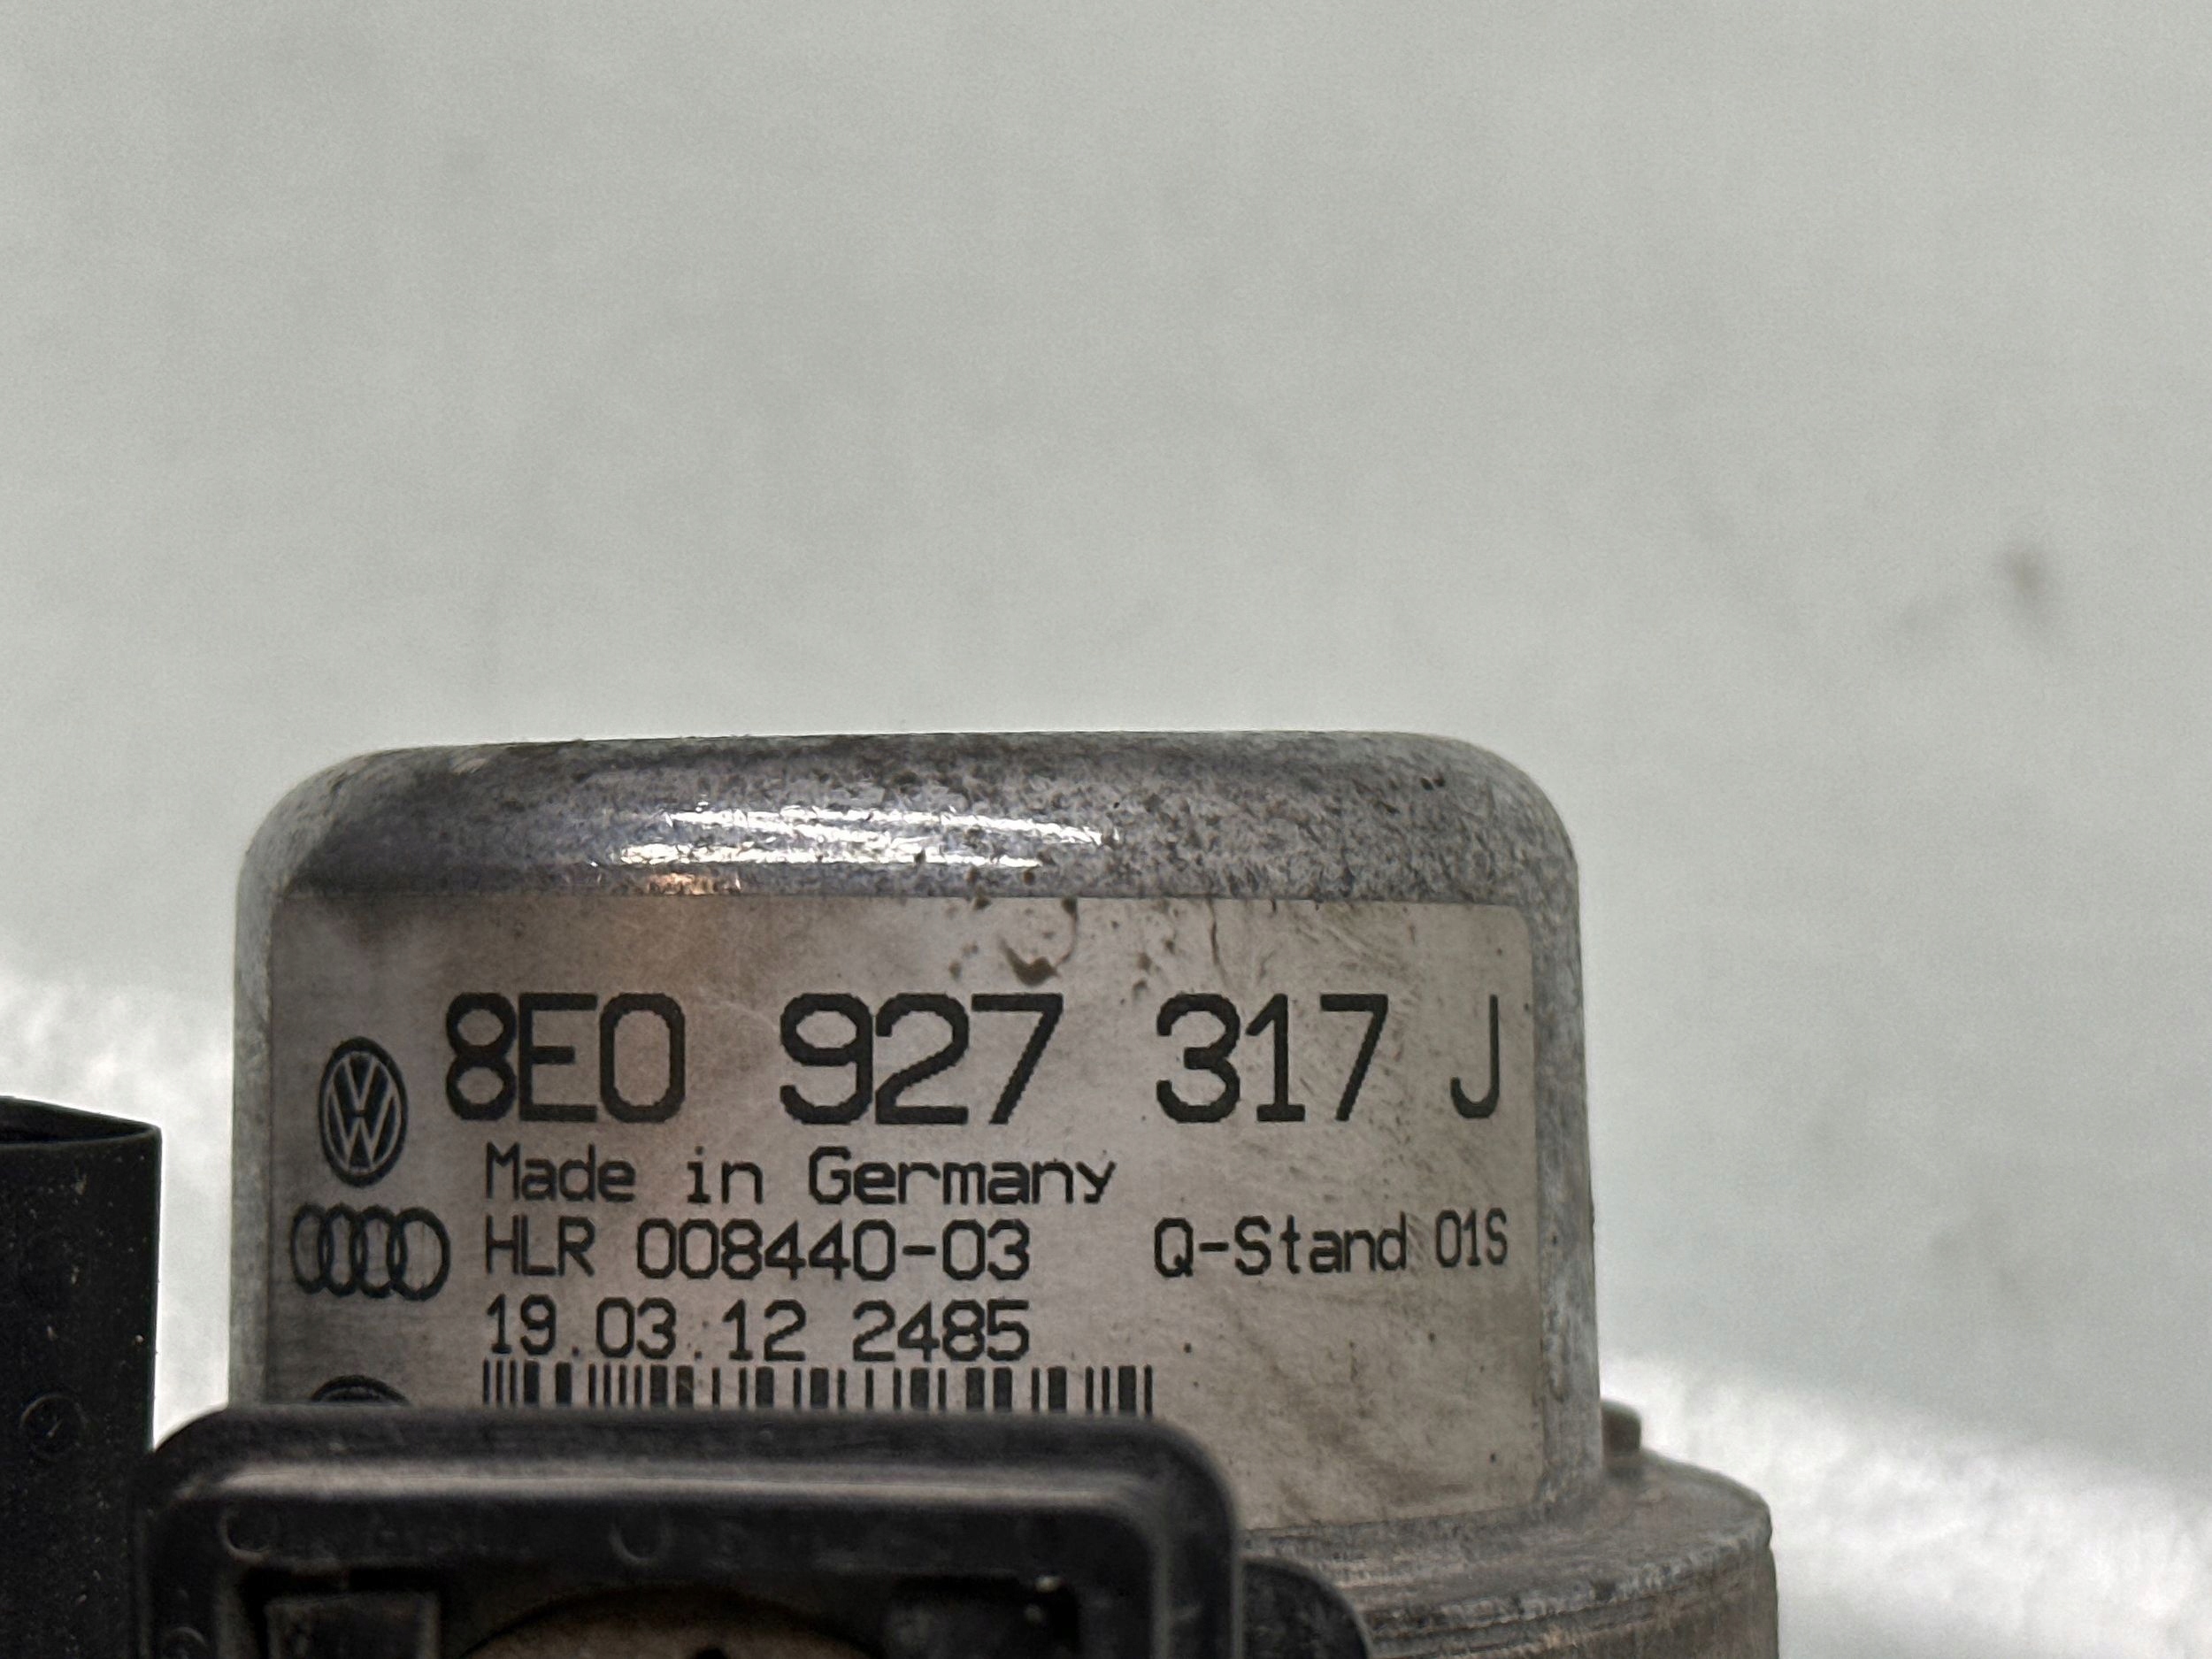 8E0 927 317 J
Made in Germany
HLR 008440-03 Q-Stand 01S
19.03.12 2485